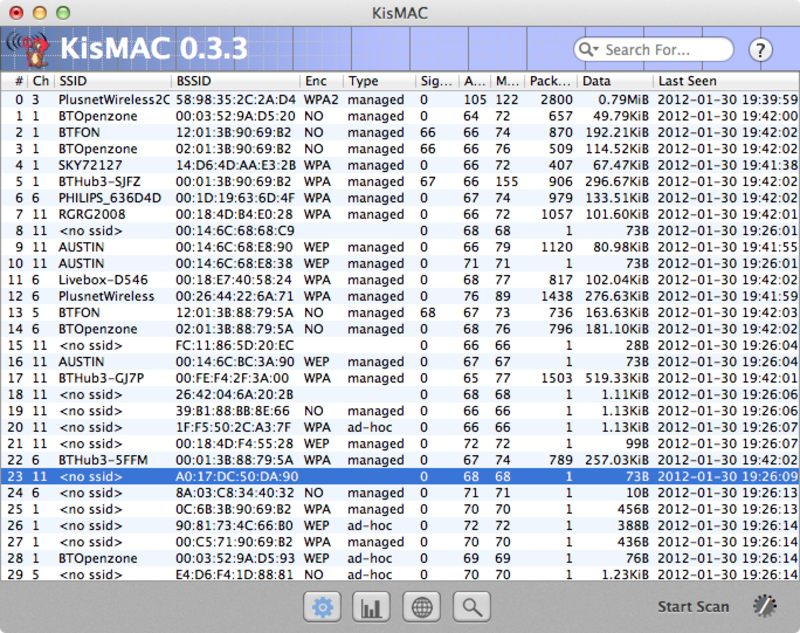 KisMAC
KisMAC 0.3.3 Search For... ?
# Ch SSID BSSID Enc Type Sig... A... M... Pack... Data Last Seen
0 3 PlusnetWireless2C 58:98:35:2C:2A:D4 WPA2 managed 0 105 122 2800 0.79MiB 2012-01-30 19:39:59
1 1 BTOpenzone 00:03:52:9A:D5:20 NO managed 0 64 72 657 49.79KiB 2012-01-30 19:42:00
2 1 BTFON 12:01:3B:90:69:B2 NO managed 66 66 74 870 192.21KiB 2012-01-30 19:42:02
3 1 BTOpenzone 02:01:3B:90:69:B2 NO managed 66 66 76 509 114.52KiB 2012-01-30 19:42:02
4 1 SKY72127 14:D6:4D:AA:E3:2B WPA managed 0 66 72 407 67.47KiB 2012-01-30 19:41:38
5 1 BTHub3-SJFZ 00:01:3B:90:69:B2 WPA managed 67 66 155 906 296.67KiB 2012-01-30 19:42:02
6 6 PHILIPS_636D4D 00:1D:19:63:6D:4F WPA managed 0 67 74 979 133.51KiB 2012-01-30 19:42:02
7 11 RGRG2008 00:18:4D:B4:E0:28 WPA managed 0 66 72 1057 101.60KiB 2012-01-30 19:42:01
8 11 <no ssid> 00:14:6C:68:68:C9 0 68 68 1 73B 2012-01-30 19:26:01
9 11 AUSTIN 00:14:6C:68:E8:90 WEP managed 0 66 79 1120 80.98KiB 2012-01-30 19:41:55
10 11 AUSTIN 00:14:6C:68:E8:38 WEP managed 0 71 71 1 73B 2012-01-30 19:26:01
11 6 Livebox-D546 00:18:E7:40:58:24 WPA managed 0 68 77 817 102.04KiB 2012-01-30 19:42:02
12 6 PlusnetWireless 00:26:44:22:6A:71 WPA managed 0 76 89 1438 276.63KiB 2012-01-30 19:41:59
13 5 BTFON 12:01:3B:88:79:5A NO managed 68 67 73 736 163.63KiB 2012-01-30 19:42:03
14 6 BTOpenzone 02:01:3B:88:79:5A NO managed 0 68 76 796 181.10KiB 2012-01-30 19:42:02
15 11 <no ssid> FC:11:86:5D:20:EC 0 66 66 1 28B 2012-01-30 19:26:04
16 11 AUSTIN 00:14:6C:BC:3A:90 WEP managed 0 67 67 1 73B 2012-01-30 19:26:04
17 11 BTHub3-GJ7P 00:FE:F4:2F:3A:00 WPA managed 0 65 77 1503 519.33KiB 2012-01-30 19:42:01
18 11 <no ssid> 26:42:04:6A:20:2B 0 68 68 1 1.11KiB 2012-01-30 19:26:06
19 11 <no ssid> 39:B1:88:BB:8E:66 NO managed 0 66 66 1 1.13KiB 2012-01-30 19:26:06
20 11 <no ssid> 1F:F5:50:2C:A3:7F WPA ad-hoc 0 66 66 1 1.13KiB 2012-01-30 19:26:07
21 11 <no ssid> 00:18:4D:F4:55:28 WEP managed 0 72 72 1 99B 2012-01-30 19:26:07
22 6 BTHub3-5FFM 00:01:3B:88:79:5A WPA managed 0 67 74 789 257.03KiB 2012-01-30 19:42:02
23 11 <no ssid> A0:17:DC:50:DA:90 0 68 68 1 73B 2012-01-30 19:26:09
24 6 <no ssid> 8A:03:C8:34:40:32 NO managed 0 71 71 1 10B 2012-01-30 19:26:13
25 1 <no ssid> 0C:6B:3B:90:69:B2 WPA managed 0 70 70 1 456B 2012-01-30 19:26:13
26 1 <no ssid> 90:81:73:4C:66:B0 WEP ad-hoc 0 72 72 1 388B 2012-01-30 19:26:14
27 1 <no ssid> 00:C5:71:90:69:B2 WPA managed 0 70 70 1 436B 2012-01-30 19:26:14
28 1 BTOpenzone 00:03:52:9A:D5:93 WEP ad-hoc 0 69 69 1 76B 2012-01-30 19:26:14
29 5 <no ssid> E4:D6:F4:1D:88:81 NO ad-hoc 0 70 70 1 1.23KiB 2012-01-30 19:26:14
Start Scan